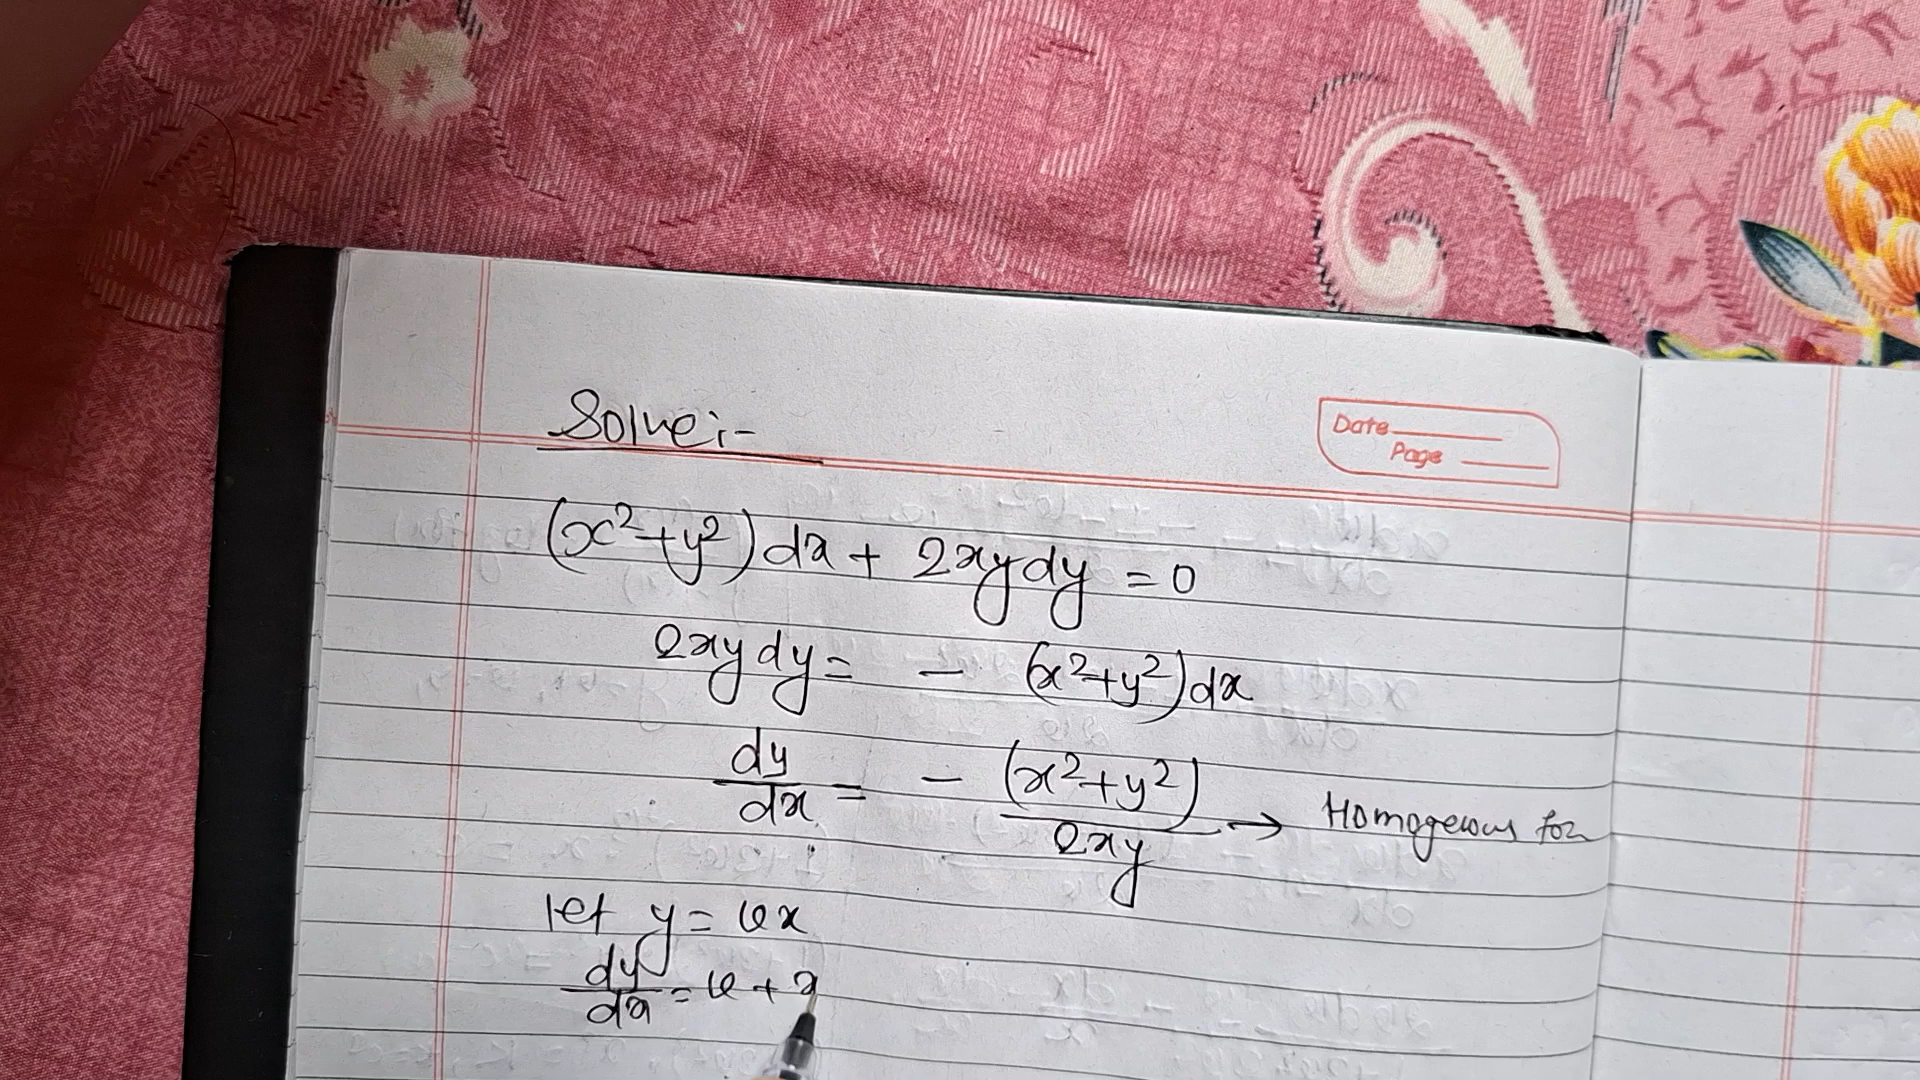 Solve:-
Date
Page
(x²+y²)dx + 2xydy = 0
2xydy = - (x²+y²)dx
dy/dx = - (x²+y²)/2xy → Homogenous for
let y = vx
dy/dx = v + x